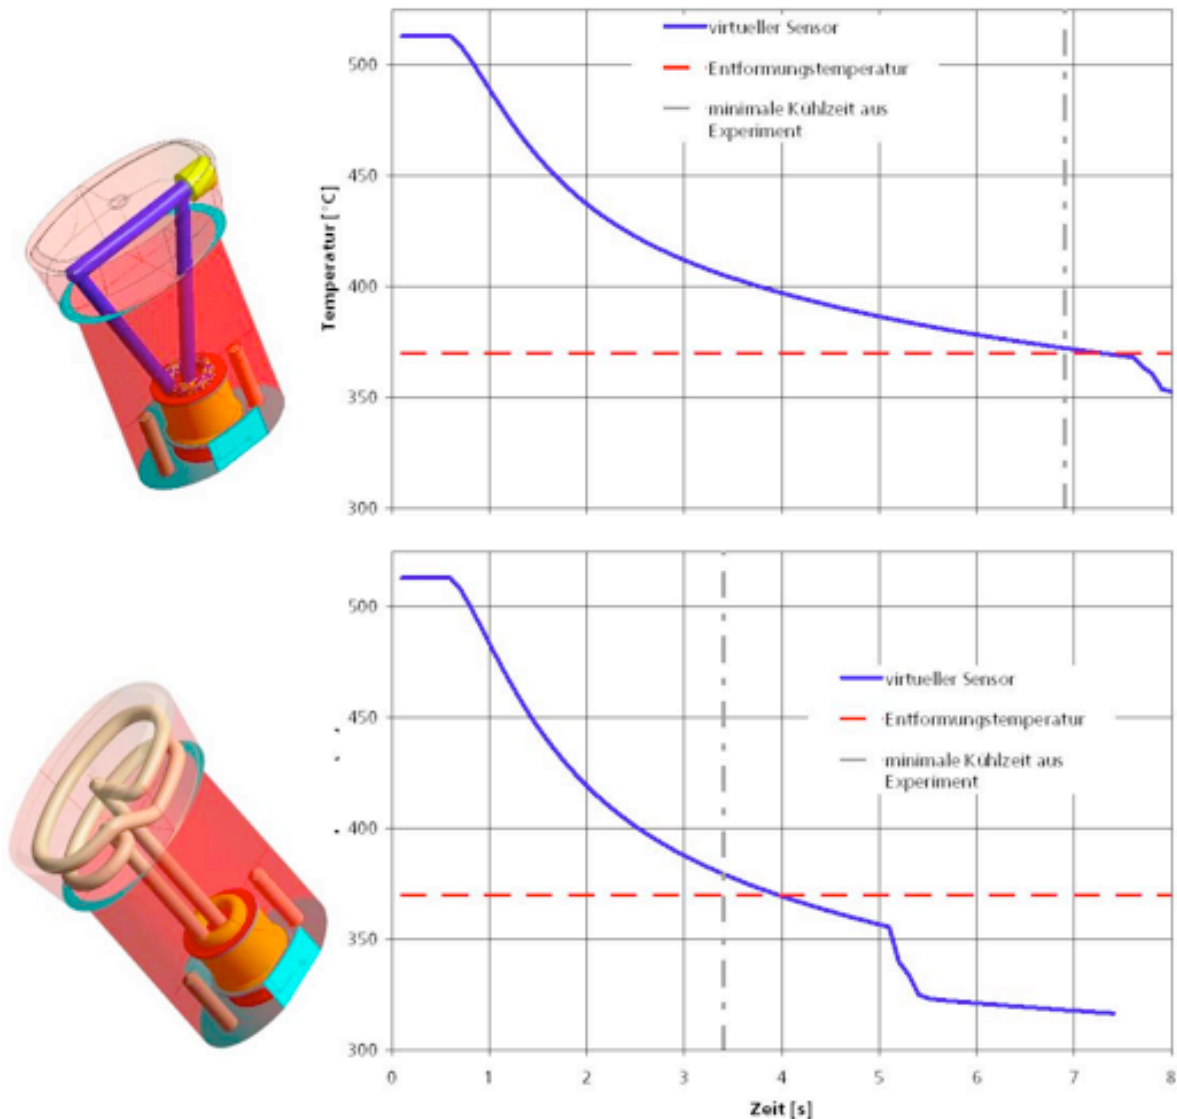 virtueller Sensor
Entformungstemperatur
minimale Kühlzeit aus
Experiment
Temperatur [°C]
500
450
400
350
300
virtueller Sensor
Entformungstemperatur
minimale Kühlzeit aus
Experiment
500
450
400
350
300
0 1 2 3 4 5 6 7 8
Zeit [s]